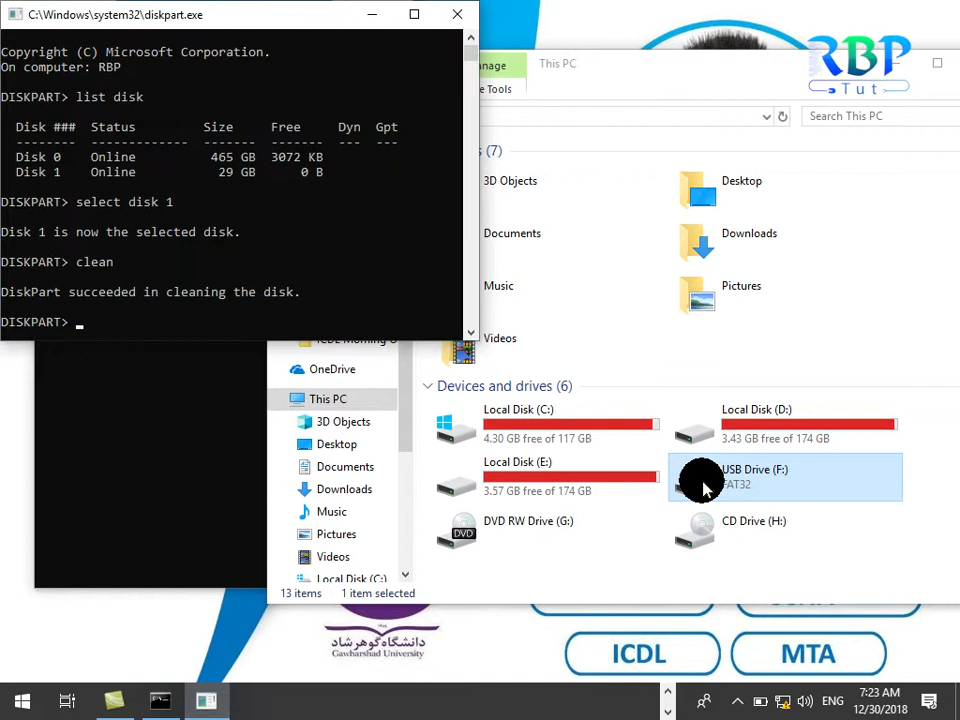 C:\Windows\system32\diskpart.exe
Copyright (C) Microsoft Corporation.
On computer: RBP
DISKPART> list disk
Disk ### Status Size Free Dyn Gpt
-------- ------------- ------- ------- --- ---
Disk 0 Online 465 GB 3072 KB
Disk 1 Online 29 GB 0 B
DISKPART> select disk 1
Disk 1 is now the selected disk.
DISKPART> clean
DiskPart succeeded in cleaning the disk.
DISKPART>
anage
This PC
e Tools
RBP
Tut
Search This PC
s (7)
3D Objects
Desktop
Documents
Downloads
Music
Pictures
Videos
Devices and drives (6)
Local Disk (C:)
4.30 GB free of 117 GB
Local Disk (D:)
3.43 GB free of 174 GB
Local Disk (E:)
3.57 GB free of 174 GB
USB Drive (F:)
FAT32
DVD RW Drive (G:)
DVD
CD Drive (H:)
OneDrive
This PC
3D Objects
Desktop
Documents
Downloads
Music
Pictures
Videos
Local Disk (C:)
13 items 1 item selected
دانشگاه گوهرشاد
Gawharshad University
ICDL
MTA
ENG
7:23 AM
12/30/2018